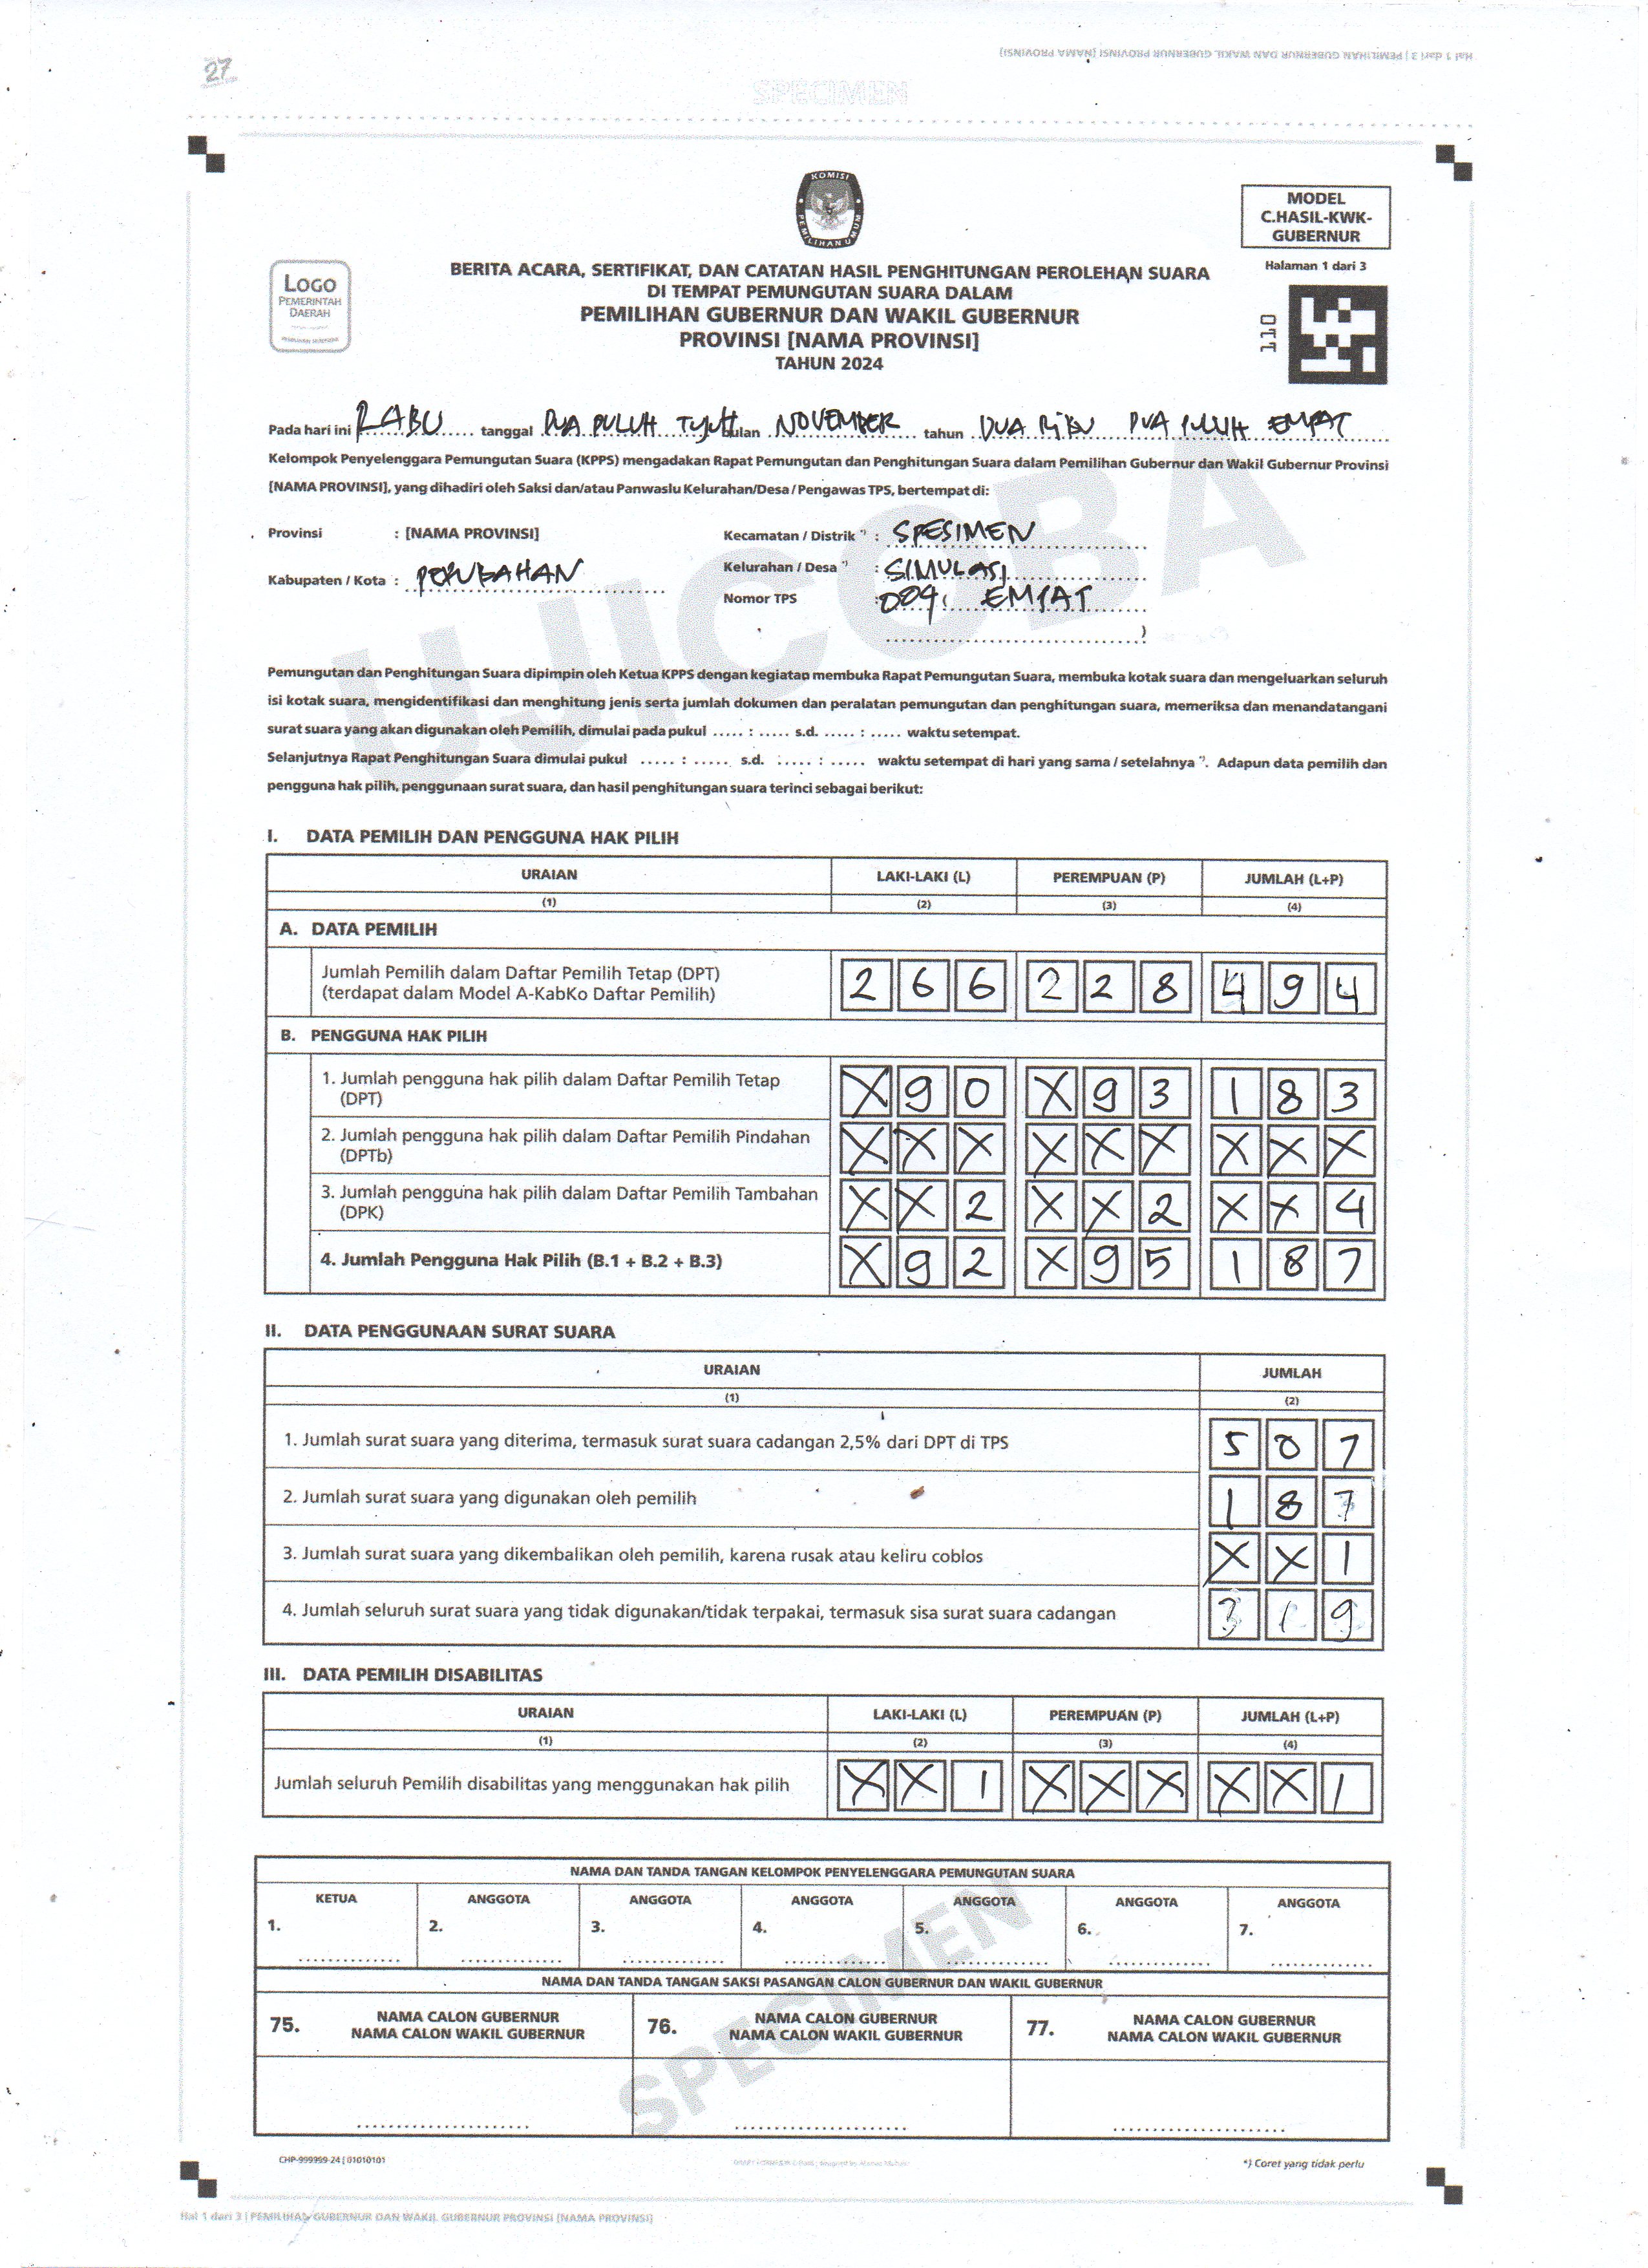 27
Hal 1 dari 3 | PEMILIHAN GUBERNUR DAN WAKIL GUBERNUR PROVINSI [NAMA PROVINSI]
SPECIMEN
KOMISI
PEMILIHAN UMUM
MODEL
C.HASIL-KWK-
GUBERNUR
Halaman 1 dari 3
110
LOGO
PEMERINTAH
DAERAH
BERITA ACARA, SERTIFIKAT, DAN CATATAN HASIL PENGHITUNGAN PEROLEHAN SUARA
DI TEMPAT PEMUNGUTAN SUARA DALAM
PEMILIHAN GUBERNUR DAN WAKIL GUBERNUR
PROVINSI [NAMA PROVINSI]
TAHUN 2024
Pada hari ini RABU tanggal DUA PULUH TUJUH bulan NOVEMBER tahun DUA RIBU DUA PULUH EMPAT
Kelompok Penyelenggara Pemungutan Suara (KPPS) mengadakan Rapat Pemungutan dan Penghitungan Suara dalam Pemilihan Gubernur dan Wakil Gubernur Provinsi
[NAMA PROVINSI], yang dihadiri oleh Saksi dan/atau Panwaslu Kelurahan/Desa / Pengawas TPS, bertempat di:
Provinsi : [NAMA PROVINSI] Kecamatan / Distrik *) : SPESIMEN
Kabupaten / Kota : PERUBAHAN Kelurahan / Desa *) : SIMULASI
Nomor TPS : 004 ( EMPAT
)
UJICOBA
Pemungutan dan Penghitungan Suara dipimpin oleh Ketua KPPS dengan kegiatan membuka Rapat Pemungutan Suara, membuka kotak suara dan mengeluarkan seluruh
isi kotak suara, mengidentifikasi dan menghitung jenis serta jumlah dokumen dan peralatan pemungutan dan penghitungan suara, memeriksa dan menandatangani
surat suara yang akan digunakan oleh Pemilih, dimulai pada pukul ..... : ..... s.d. ..... : ..... waktu setempat.
Selanjutnya Rapat Penghitungan Suara dimulai pukul ..... : ..... s.d. ..... : ..... waktu setempat di hari yang sama / setelahnya *). Adapun data pemilih dan
pengguna hak pilih, penggunaan surat suara, dan hasil penghitungan suara terinci sebagai berikut:
I. DATA PEMILIH DAN PENGGUNA HAK PILIH
URAIAN LAKI-LAKI (L) PEREMPUAN (P) JUMLAH (L+P)
(1) (2) (3) (4)
A. DATA PEMILIH
Jumlah Pemilih dalam Daftar Pemilih Tetap (DPT)
(terdapat dalam Model A-KabKo Daftar Pemilih) 2 6 6 2 2 8 4 9 4
B. PENGGUNA HAK PILIH
1. Jumlah pengguna hak pilih dalam Daftar Pemilih Tetap
(DPT) X 9 0 X 9 3 1 8 3
2. Jumlah pengguna hak pilih dalam Daftar Pemilih Pindahan
(DPTb) X X X X X X X X X
3. Jumlah pengguna hak pilih dalam Daftar Pemilih Tambahan
(DPK) X X 2 X X 2 X X 4
4. Jumlah Pengguna Hak Pilih (B.1 + B.2 + B.3) X 9 2 X 9 5 1 8 7
II. DATA PENGGUNAAN SURAT SUARA
URAIAN JUMLAH
(1) (2)
1. Jumlah surat suara yang diterima, termasuk surat suara cadangan 2,5% dari DPT di TPS 5 0 7
2. Jumlah surat suara yang digunakan oleh pemilih 1 8 7
3. Jumlah surat suara yang dikembalikan oleh pemilih, karena rusak atau keliru coblos X X 1
4. Jumlah seluruh surat suara yang tidak digunakan/tidak terpakai, termasuk sisa surat suara cadangan 3 1 9
III. DATA PEMILIH DISABILITAS
URAIAN LAKI-LAKI (L) PEREMPUAN (P) JUMLAH (L+P)
(1) (2) (3) (4)
Jumlah seluruh Pemilih disabilitas yang menggunakan hak pilih X X 1 X X X X X 1
NAMA DAN TANDA TANGAN KELOMPOK PENYELENGGARA PEMUNGUTAN SUARA
KETUA ANGGOTA ANGGOTA ANGGOTA ANGGOTA ANGGOTA ANGGOTA
1. 2. 3. 4. 5. 6. 7.
NAMA DAN TANDA TANGAN SAKSI PASANGAN CALON GUBERNUR DAN WAKIL GUBERNUR
75. NAMA CALON GUBERNUR 76. NAMA CALON GUBERNUR 77. NAMA CALON GUBERNUR
NAMA CALON WAKIL GUBERNUR NAMA CALON WAKIL GUBERNUR NAMA CALON WAKIL GUBERNUR
SPECIMEN
CHP-999999-24 | 01010101
*) Coret yang tidak perlu
Hal 1 dari 3 | PEMILIHAN GUBERNUR DAN WAKIL GUBERNUR PROVINSI [NAMA PROVINSI]